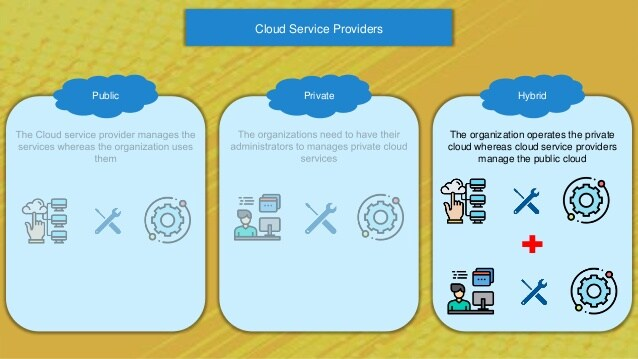 Cloud Service Providers
Public
The Cloud service provider manages the
services whereas the organization uses
them
Private
The organizations need to have their
administrators to manages private cloud
services
Hybrid
The organization operates the private
cloud whereas cloud service providers
manage the public cloud